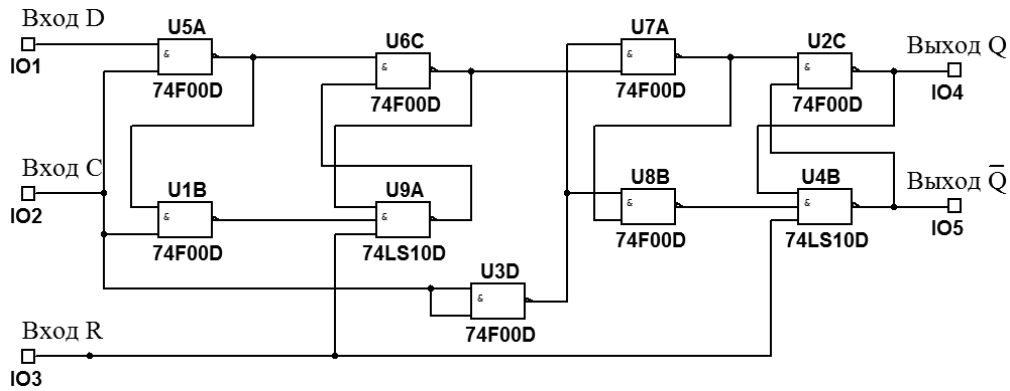 Вход D
IO1
U5A
&
74F00D
U6C
&
74F00D
U7A
&
74F00D
U2C
&
74F00D
Выход Q
IO4
Вход C
IO2
U1B
&
74F00D
U9A
&
74LS10D
U8B
&
74F00D
U4B
&
74LS10D
Выход Q̅
IO5
U3D
&
74F00D
Вход R
IO3